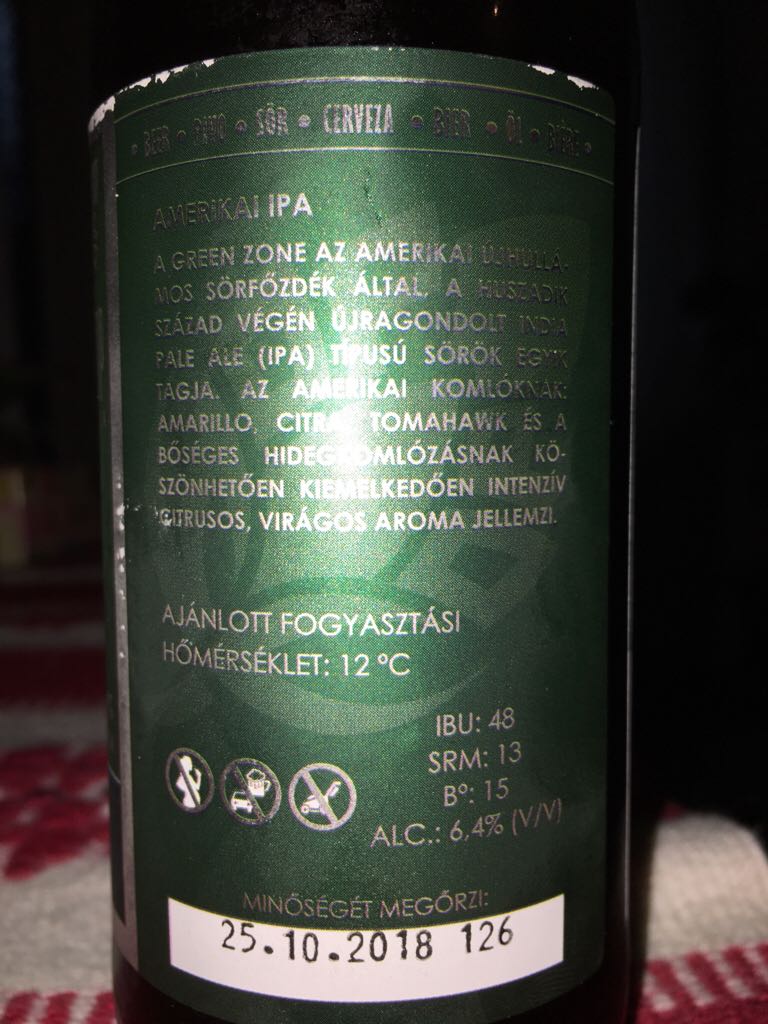 • BEER • PIVO • SÖR • CERVEZA • BIER • ÖL • BIÈRE •
AMERIKAI IPA
A GREEN ZONE AZ AMERIKAI ÚJHULLÁ-
MOS SÖRFŐZDÉK ÁLTAL, A HUSZADIK
SZÁZAD VÉGÉN ÚJRAGONDOLT INDIA
PALE ALE (IPA) TÍPUSÚ SÖRÖK EGYIK
TAGJA. AZ AMERIKAI KOMLÓKNAK:
AMARILLO, CITRA, TOMAHAWK ÉS A
BŐSÉGES HIDEGKOMLÓZÁSNAK KÖ-
SZÖNHETŐEN KIEMELKEDŐEN INTENZÍV
CITRUSOS, VIRÁGOS AROMA JELLEMZI.
AJÁNLOTT FOGYASZTÁSI
HŐMÉRSÉKLET: 12 °C
IBU: 48
SRM: 13
B°: 15
ALC.: 6,4% (V/V)
MINŐSÉGÉT MEGŐRZI:
25.10.2018 126